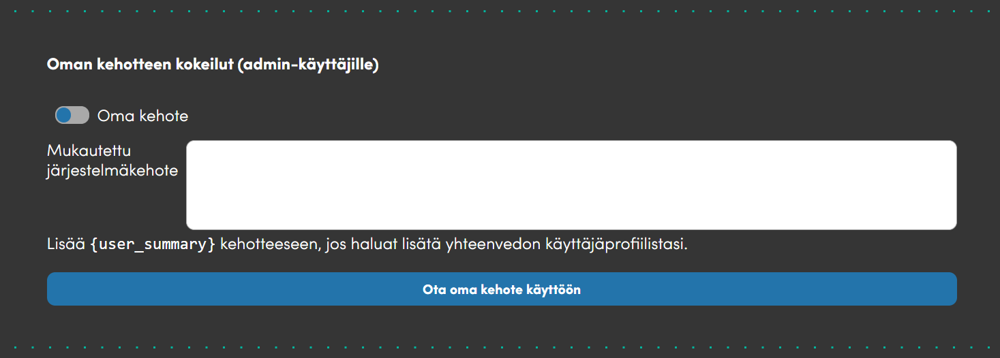 Oman kehotteen kokeilut (admin-käyttäjille)
Oma kehote
Mukautettu
järjestelmäkehote
Lisää {user_summary} kehotteeseen, jos haluat lisätä yhteenvedon käyttäjäprofiilistasi.
Ota oma kehote käyttöön